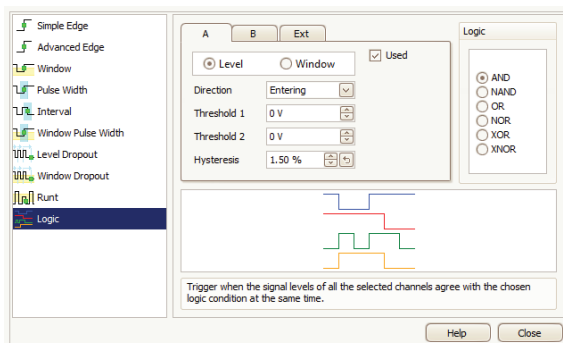 Simple Edge
Advanced Edge
Window
Pulse Width
Interval
Window Pulse Width
Level Dropout
Window Dropout
Runt
Logic
A B Ext
Level Window Used
Direction Entering
Threshold 1 0 V
Threshold 2 0 V
Hysteresis 1.50 %
Logic
AND
NAND
OR
NOR
XOR
XNOR
Trigger when the signal levels of all the selected channels agree with the chosen
logic condition at the same time.
Help Close